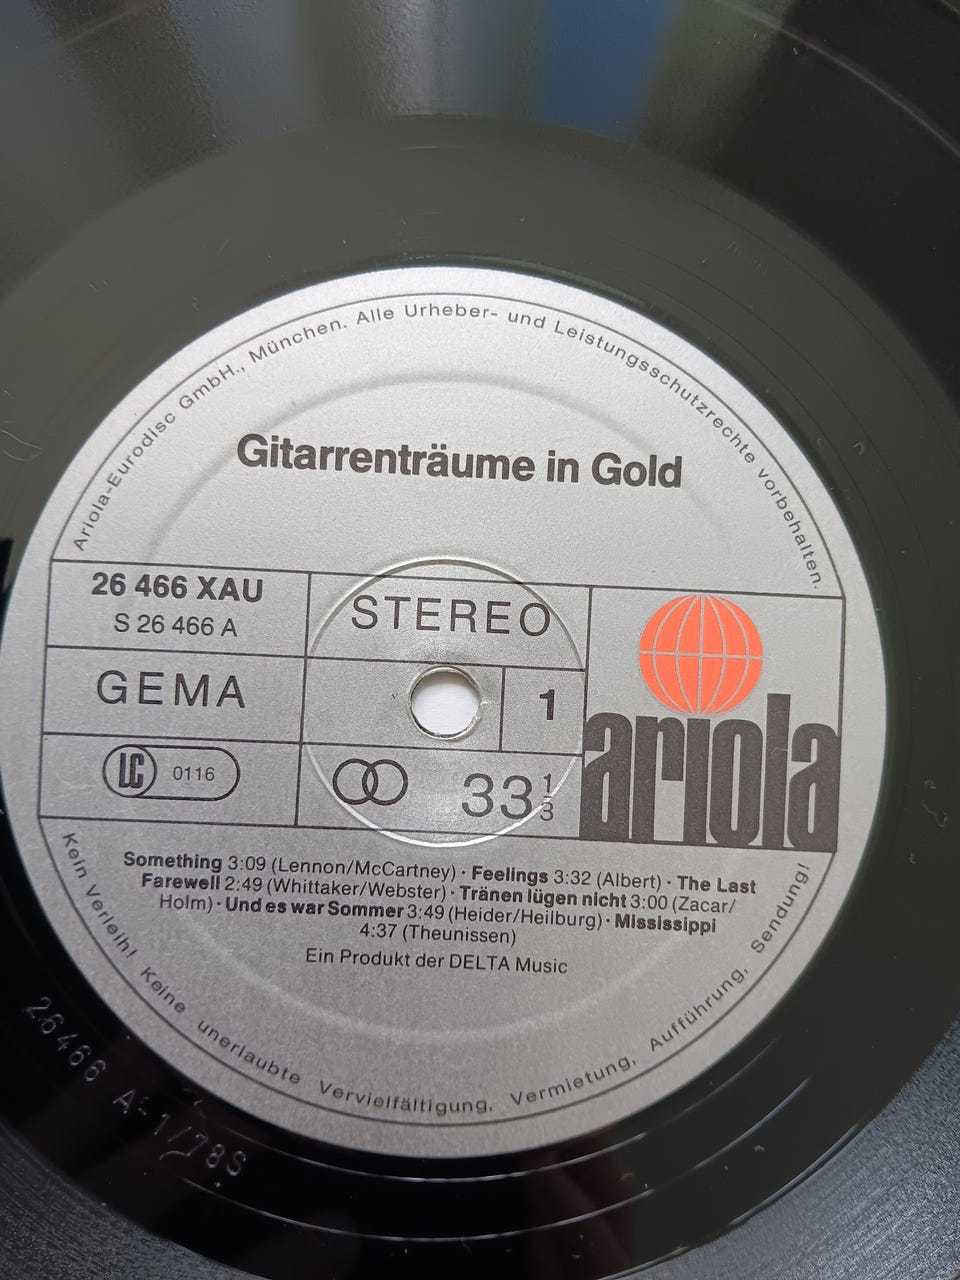 Ariola-Eurodisc GmbH., München. Alle Urheber- und Leistungsschutzrechte vorbehalten.
Gitarrenträume in Gold
26 466 XAU
S 26 466 A
STEREO
GEMA
1
LC 0116
33 1/3
ariola
Something 3:09 (Lennon/McCartney) · Feelings 3:32 (Albert) · The Last
Farewell 2:49 (Whittaker/Webster) · Tränen lügen nicht 3:00 (Zacar/
Holm) · Und es war Sommer 3:49 (Heider/Heilburg) · Mississippi
4:37 (Theunissen)
Ein Produkt der DELTA Music
Kein Verleih! Keine unerlaubte Vervielfältigung, Vermietung, Aufführung, Sendung!
26466 A-1/78S